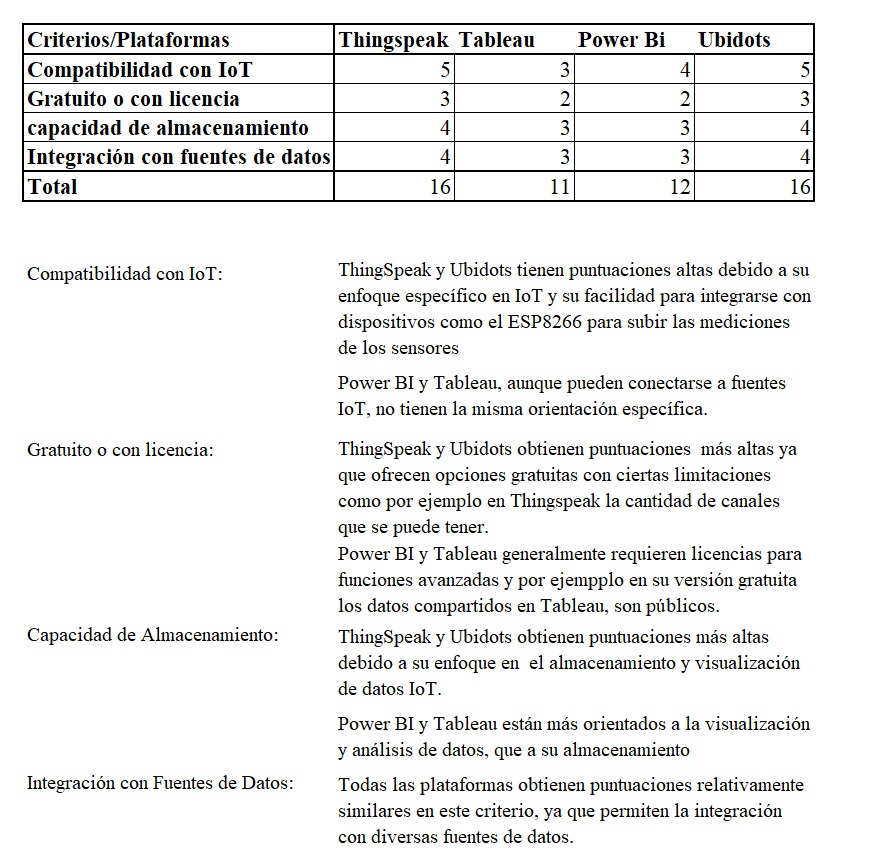 Criterios/Plataformas Thingspeak Tableau Power Bi Ubidots
Compatibilidad con IoT 5 3 4 5
Gratuito o con licencia 3 2 2 3
capacidad de almacenamiento 4 3 3 4
Integración con fuentes de datos 4 3 3 4
Total 16 11 12 16
Compatibilidad con IoT:
ThingSpeak y Ubidots tienen puntuaciones altas debido a su
enfoque específico en IoT y su facilidad para integrarse con
dispositivos como el ESP8266 para subir las mediciones
de los sensores
Power BI y Tableau, aunque pueden conectarse a fuentes
IoT, no tienen la misma orientación específica.
Gratuito o con licencia:
ThingSpeak y Ubidots obtienen puntuaciones  más altas ya
que ofrecen opciones gratuitas con ciertas limitaciones
como por ejemplo en Thingspeak la cantidad de canales
que se puede tener.
Power BI y Tableau generalmente requieren licencias para
funciones avanzadas y por ejempplo en su versión gratuita
los datos compartidos en Tableau, son públicos.
Capacidad de Almacenamiento:
ThingSpeak y Ubidots obtienen puntuaciones más altas
debido a su enfoque en  el almacenamiento y visualización
de datos IoT.
Power BI y Tableau están más orientados a la visualización
y análisis de datos, que a su almacenamiento
Integración con Fuentes de Datos:
Todas las plataformas obtienen puntuaciones relativamente
similares en este criterio, ya que permiten la integración
con diversas fuentes de datos.